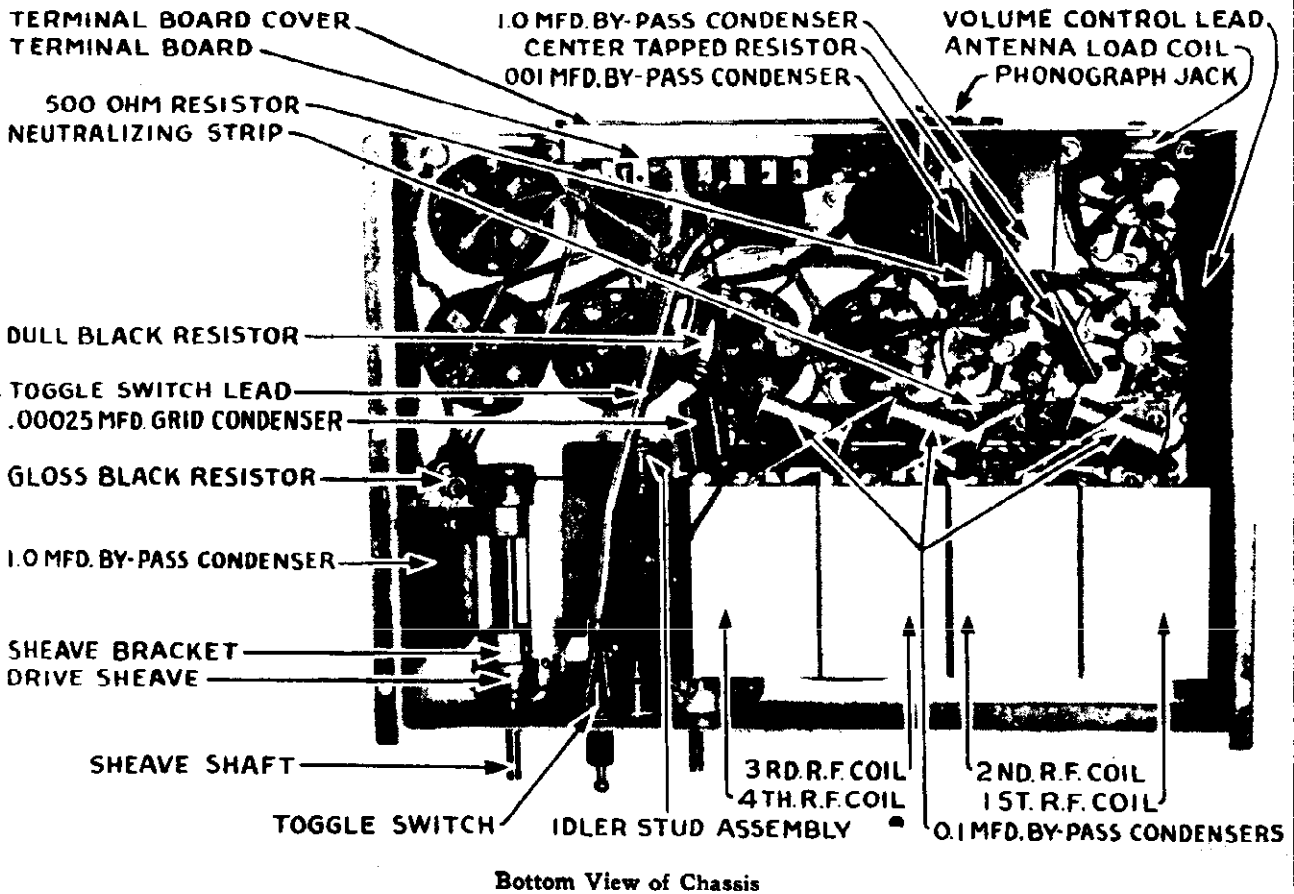 TERMINAL BOARD COVER
TERMINAL BOARD
500 OHM RESISTOR
NEUTRALIZING STRIP
1.0 MFD. BY-PASS CONDENSER
CENTER TAPPED RESISTOR
.001 MFD. BY-PASS CONDENSER
VOLUME CONTROL LEAD
ANTENNA LOAD COIL
PHONOGRAPH JACK
DULL BLACK RESISTOR
TOGGLE SWITCH LEAD
.00025 MFD. GRID CONDENSER
GLOSS BLACK RESISTOR
1.0 MFD. BY-PASS CONDENSER
SHEAVE BRACKET
DRIVE SHEAVE
SHEAVE SHAFT
TOGGLE SWITCH
IDLER STUD ASSEMBLY
3RD. R.F. COIL
4TH. R.F. COIL
2ND. R.F. COIL
1ST. R.F. COIL
0.1 MFD. BY-PASS CONDENSERS
Bottom View of Chassis